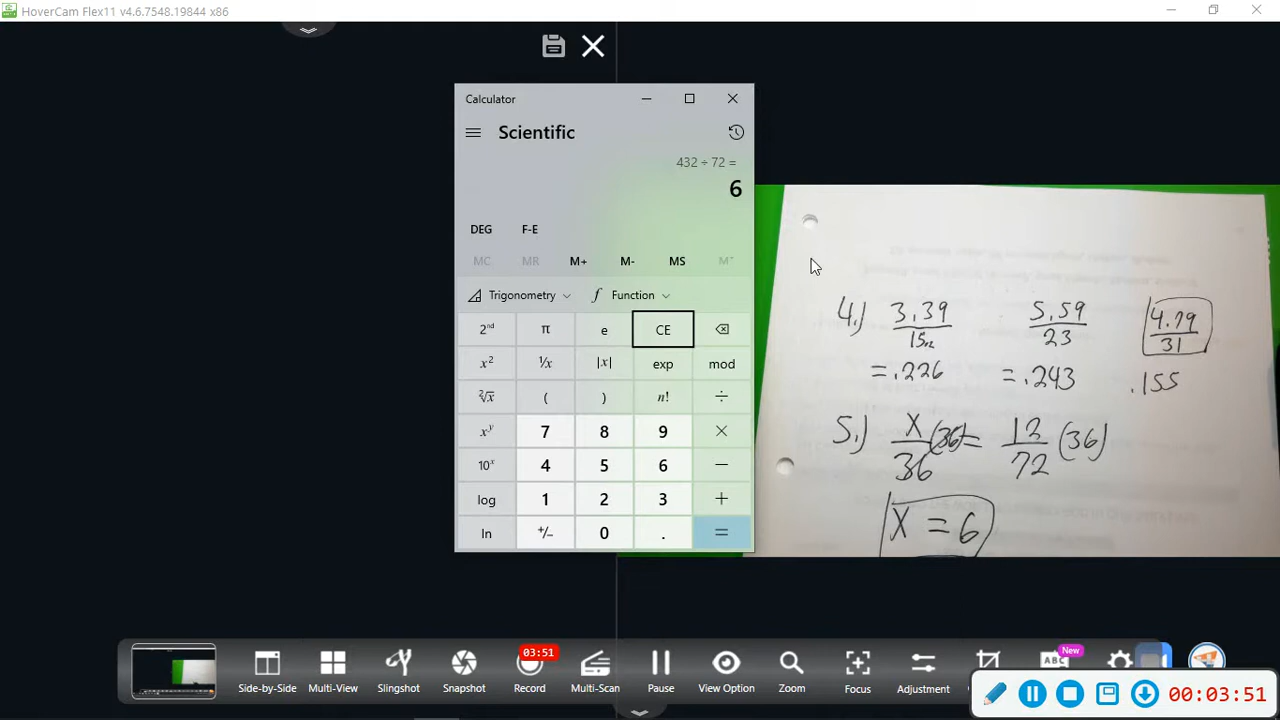 HoverCam Flex11 v4.6.7548.19844 x86
Calculator
Scientific
432 ÷ 72 =
6
DEG F-E
MC MR M+ M- MS M˅
Trigonometry Function
2nd π e CE
x² ¹/x |x| exp mod
²√x ( ) n! ÷
xʸ 7 8 9 ×
10ˣ 4 5 6 −
log 1 2 3 +
ln +/− 0 . =
4.) 3.39/15oz 5.59/23 4.79/31
= .226 = .243 .155
5.) X/36 (36) = 12/72 (36)
X = 6
Side-by-Side Multi-View Slingshot Snapshot 03:51 Record Multi-Scan Pause View Option Zoom Focus Adjustment New ABC
00:03:51